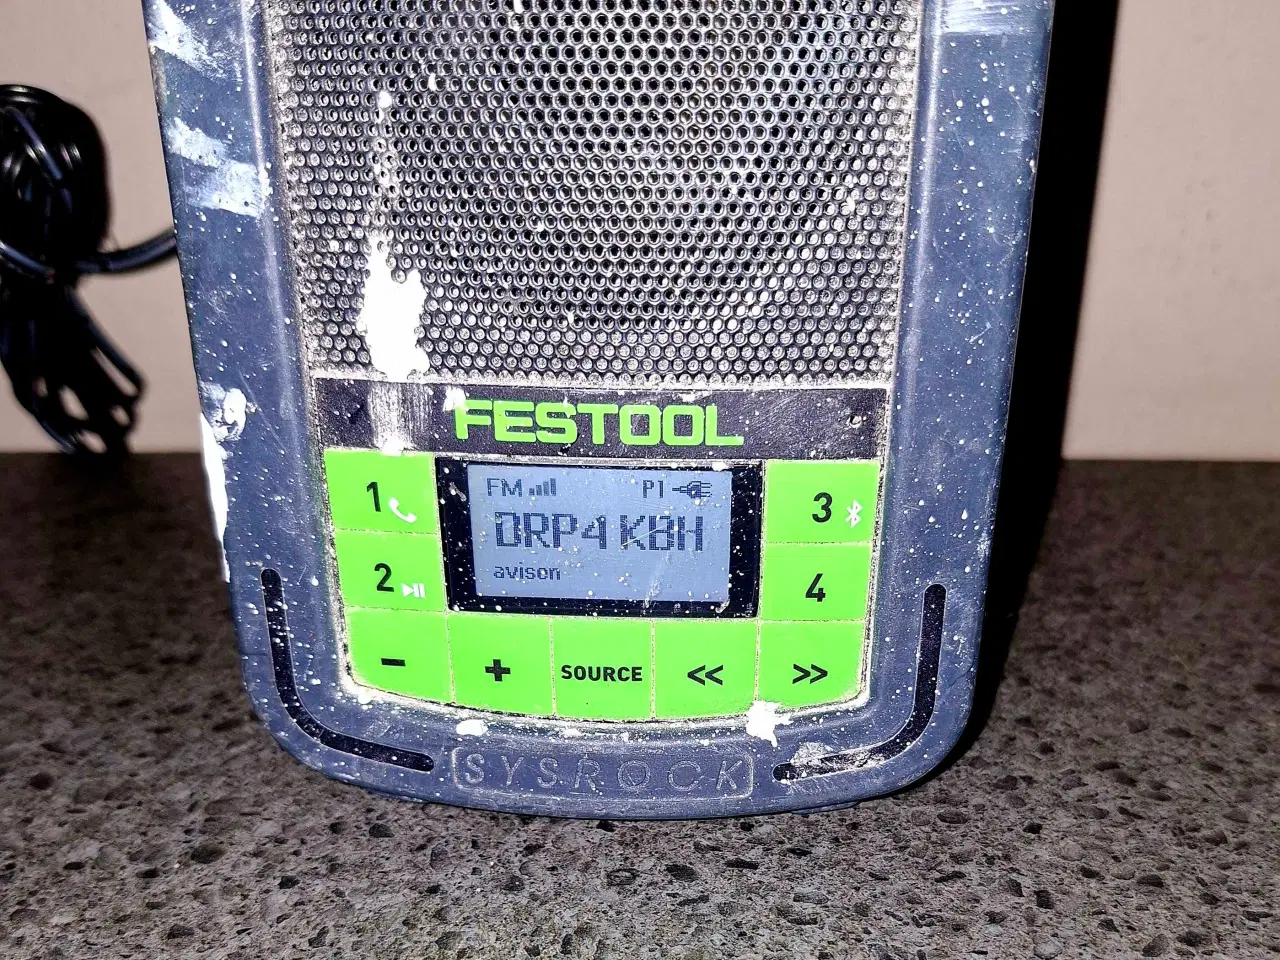 FESTOOL
1
FM P1
DRP4 KBH
avison
3
2
4
- + SOURCE << >>
SYSROCK